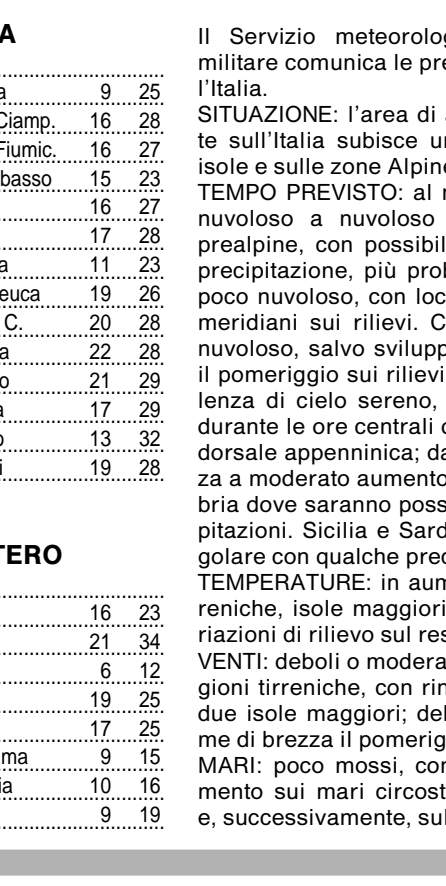 A
a 9 25
Ciamp. 16 28
Fiumic. 16 27
basso 15 23
16 27
17 28
a 11 23
euca 19 26
C. 20 28
a 22 28
o 21 29
a 17 29
o 13 32
i 19 28
TERO
16 23
21 34
6 12
19 25
17 25
ma 9 15
ia 10 16
9 19
Il Servizio meteorolog
militare comunica le pre
l'Italia.
SITUAZIONE: l'area di a
te sull'Italia subisce un
isole e sulle zone Alpine
TEMPO PREVISTO: al n
nuvoloso a nuvoloso
prealpine, con possibil
precipitazione, più prob
poco nuvoloso, con loc
meridiani sui rilievi. C
nuvoloso, salvo svilupp
il pomeriggio sui rilievi
lenza di cielo sereno,
durante le ore centrali d
dorsale appenninica; da
za a moderato aumento
bria dove saranno poss
pitazioni. Sicilia e Sard
golare con qualche prec
TEMPERATURE: in aum
reniche, isole maggiori
riazioni di rilievo sul res
VENTI: deboli o modera
gioni tirreniche, con rin
due isole maggiori; del
me di brezza il pomerig
MARI: poco mossi, con
mento sui mari circost
e, successivamente, sul